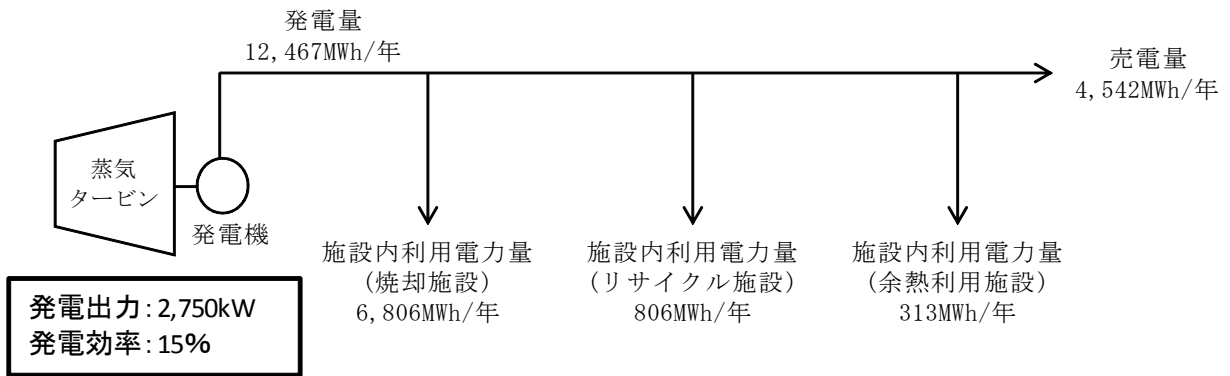 発電量
12,467MWh/年
売電量
4,542MWh/年
蒸気
タービン
発電機
施設内利用電力量
(焼却施設)
6,806MWh/年
施設内利用電力量
(リサイクル施設)
806MWh/年
施設内利用電力量
(余熱利用施設)
313MWh/年
発電出力:2,750kW
発電効率:15%